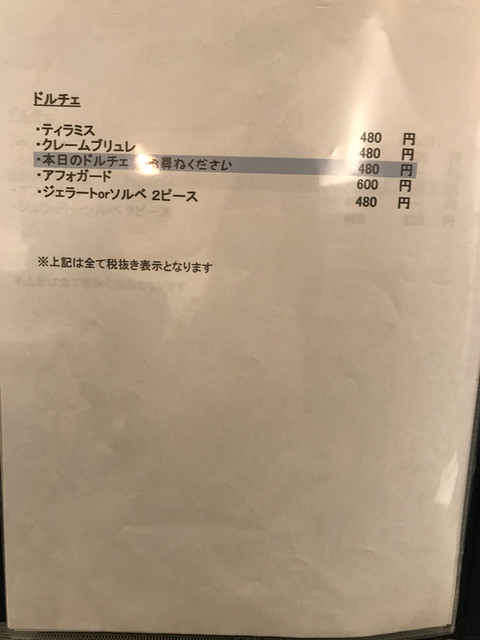 ドルチェ
・ティラミス 480 円
・クレームブリュレ 480 円
・本日のドルチェ お尋ねください 480 円
・アフォガード 600 円
・ジェラートorソルベ 2ピース 480 円
※上記は全て税抜き表示となります